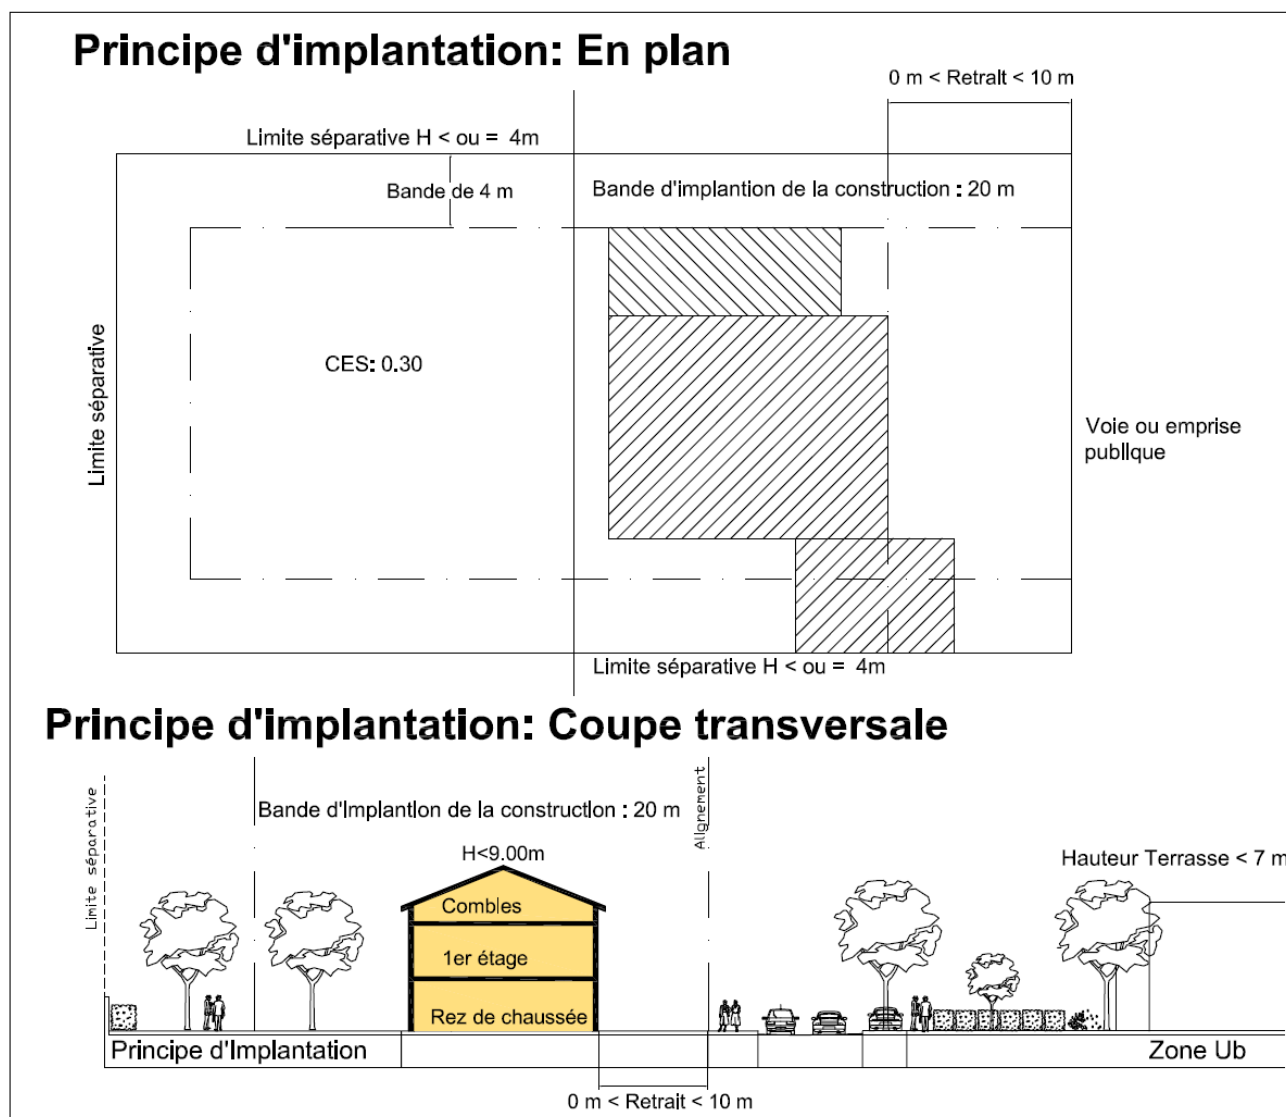 Principe d'implantation: En plan
0 m < Retrait < 10 m
Limite séparative H < ou = 4m
Bande de 4 m
Bande d'implantion de la construction : 20 m
Limite séparative
CES: 0.30
Voie ou emprise
publique
Limite séparative H < ou = 4m
Principe d'implantation: Coupe transversale
Limite séparative
Bande d'implantion de la construction : 20 m
Alignement
H<9.00m
Hauteur Terrasse < 7 m
Combles
1er étage
Rez de chaussée
Principe d'Implantation
Zone Ub
0 m < Retrait < 10 m